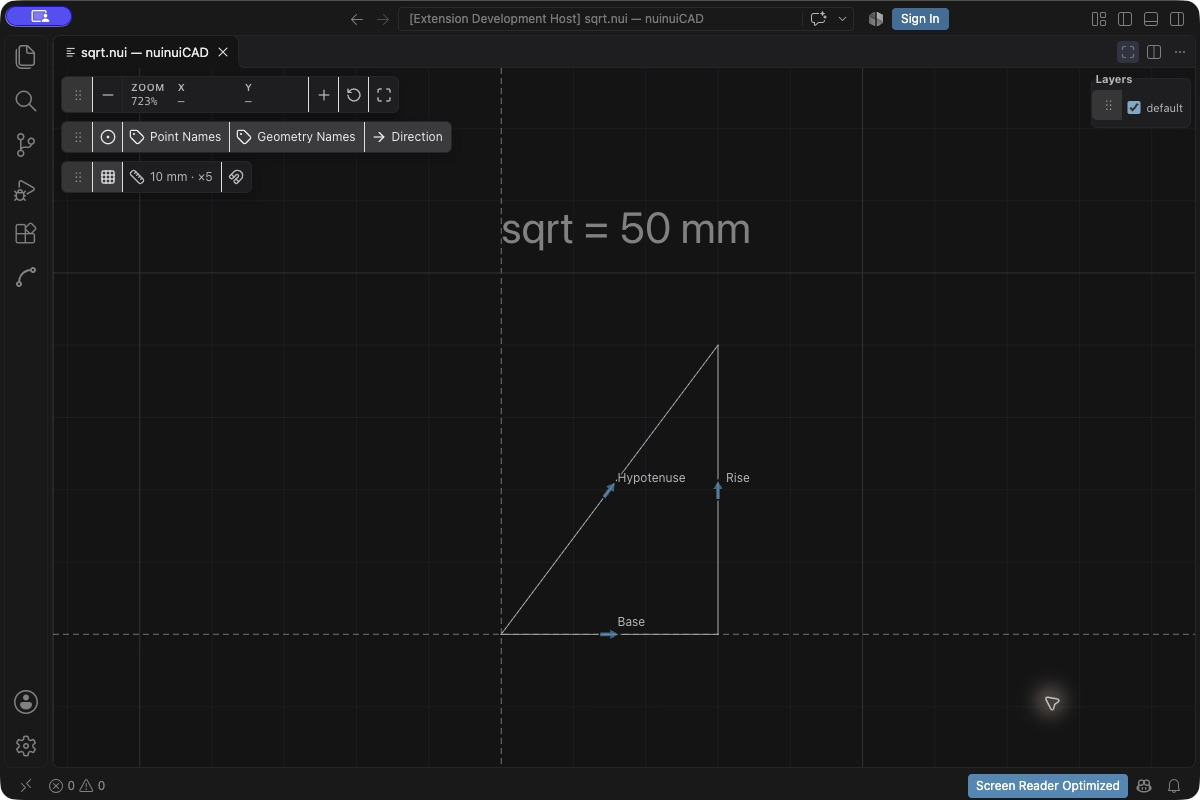 [Extension Development Host] sqrt.nui — nuinuiCAD
Sign In
sqrt.nui — nuinuiCAD
ZOOM X Y
723% – –
Layers
default
Point Names Geometry Names Direction
10 mm · ×5
sqrt = 50 mm
Hypotenuse Rise
Base
0 0
Screen Reader Optimized